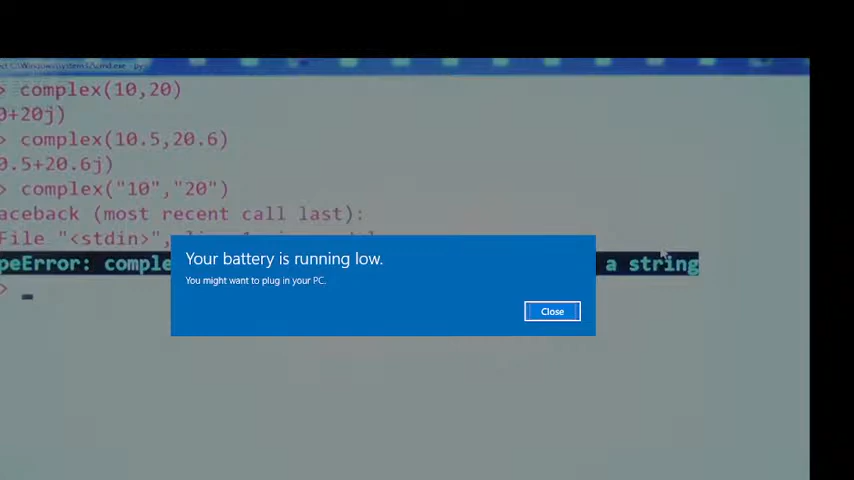 C:\Windows\system32\cmd.exe - py
> complex(10,20)
0+20j)
> complex(10.5,20.6)
0.5+20.6j)
> complex("10","20")
aceback (most recent call last):
File "<stdin>",
peError: comple a string
>
Your battery is running low.
You might want to plug in your PC.
Close